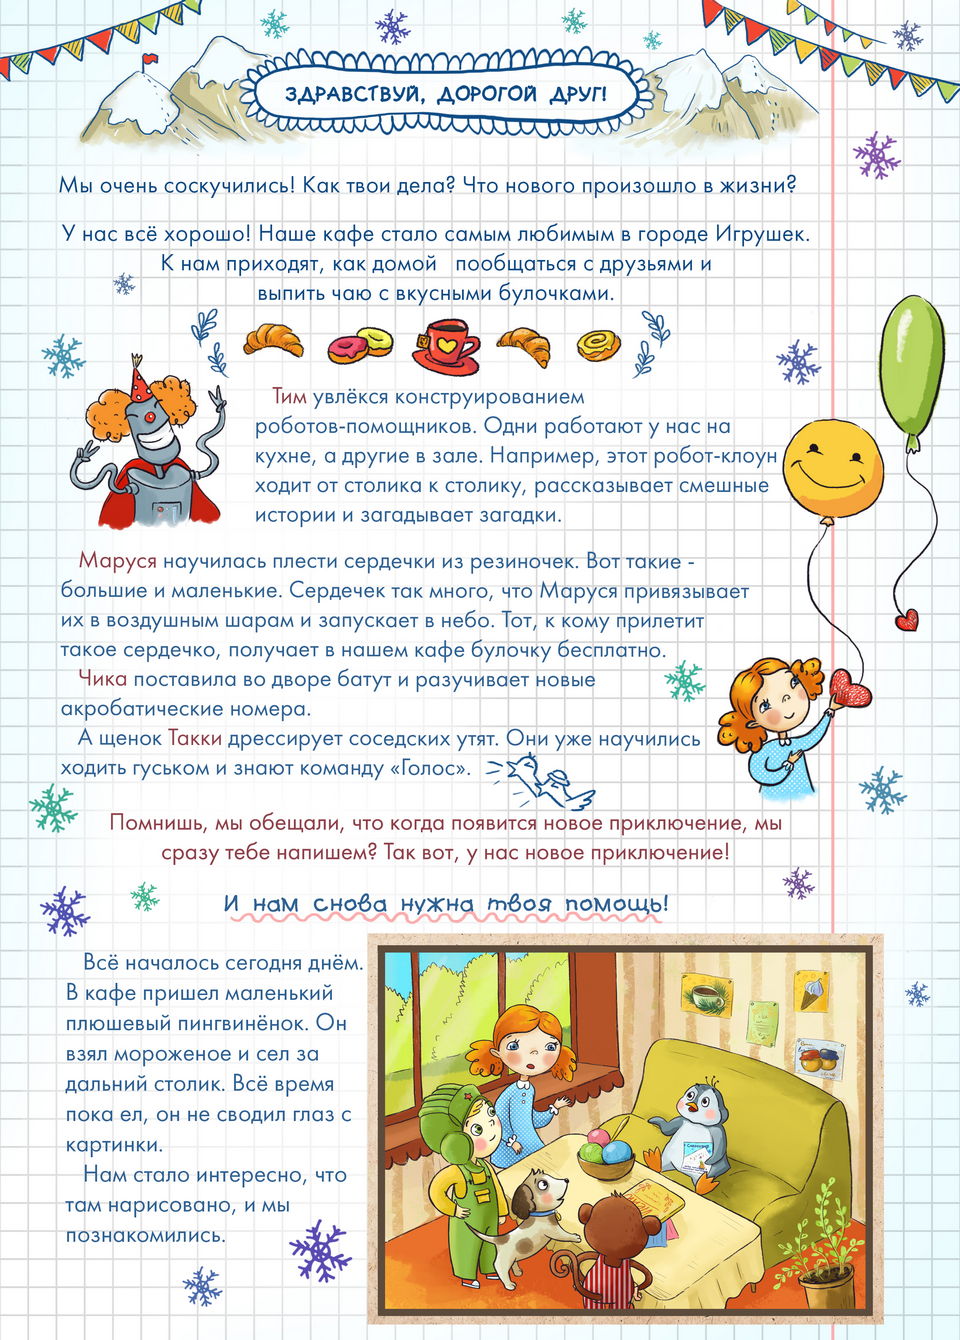 ЗДРАВСТВУЙ, ДОРОГОЙ ДРУГ!
Мы очень соскучились! Как твои дела? Что нового произошло в жизни?
У нас всё хорошо! Наше кафе стало самым любимым в городе Игрушек.
К нам приходят, как домой пообщаться с друзьями и
выпить чаю с вкусными булочками.
Тим увлёкся конструированием
роботов-помощников. Одни работают у нас на
кухне, а другие в зале. Например, этот робот-клоун
ходит от столика к столику, рассказывает смешные
истории и загадывает загадки.
Маруся научилась плести сердечки из резиночек. Вот такие -
большие и маленькие. Сердечек так много, что Маруся привязывает
их в воздушным шарам и запускает в небо. Тот, к кому прилетит
такое сердечко, получает в нашем кафе булочку бесплатно.
Чика поставила во дворе батут и разучивает новые
акробатические номера.
А щенок Такки дрессирует соседских утят. Они уже научились
ходить гуськом и знают команду «Голос».
Помнишь, мы обещали, что когда появится новое приключение, мы
сразу тебе напишем? Так вот, у нас новое приключение!
И нам снова нужна твоя помощь!
Всё началось сегодня днём.
В кафе пришел маленький
плюшевый пингвинёнок. Он
взял мороженое и сел за
дальний столик. Всё время
пока ел, он не сводил глаз с
картинки.
Нам стало интересно, что
там нарисовано, и мы
познакомились.